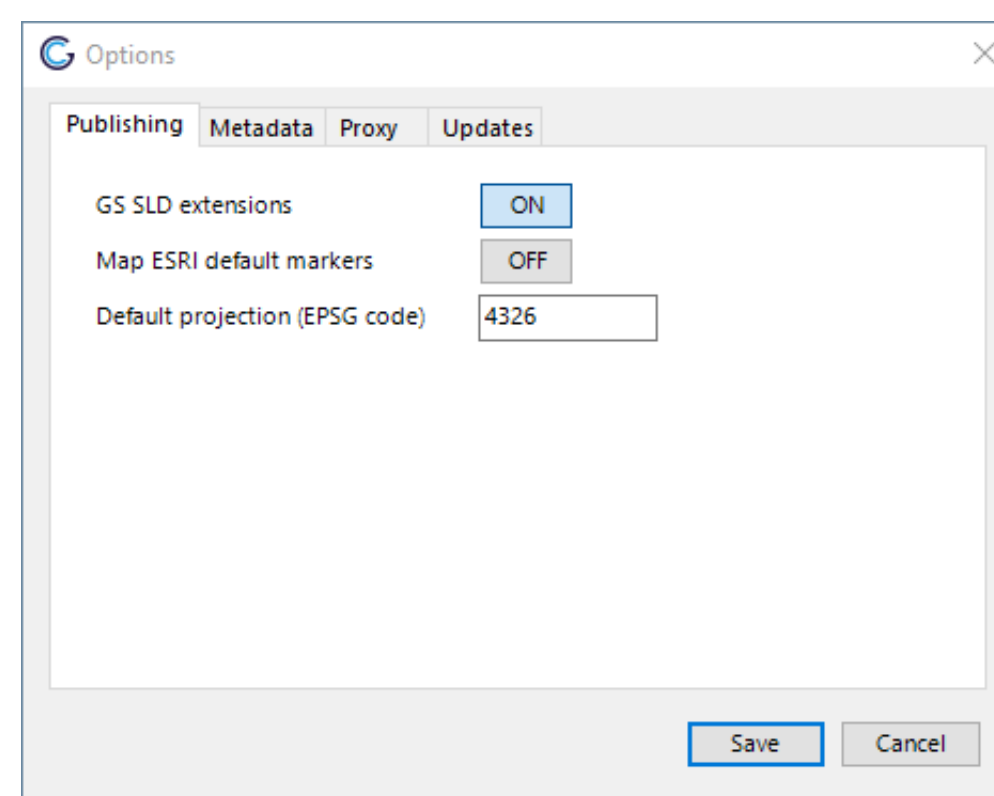 Options
Publishing Metadata Proxy Updates
GS SLD extensions ON
Map ESRI default markers OFF
Default projection (EPSG code) 4326
Save Cancel